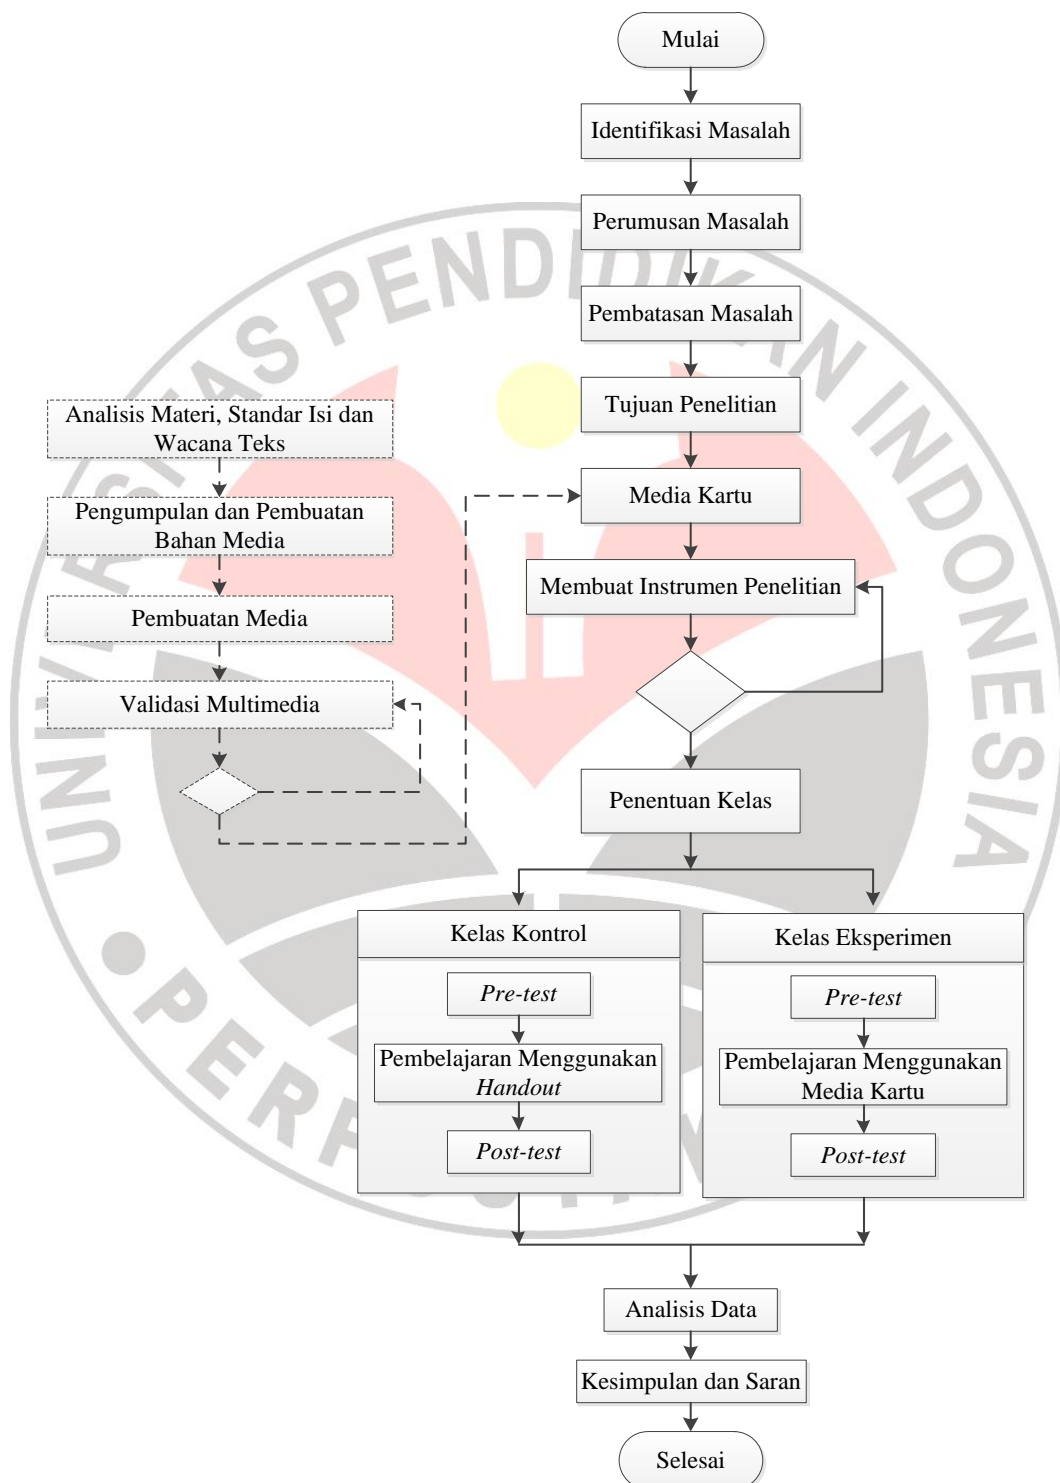 Mulai
Identifikasi Masalah
Perumusan Masalah
Pembatasan Masalah
Tujuan Penelitian
Analisis Materi, Standar Isi dan
Wacana Teks
Pengumpulan dan Pembuatan
Bahan Media
Pembuatan Media
Validasi Multimedia
Media Kartu
Membuat Instrumen Penelitian
Penentuan Kelas
Kelas Kontrol
Pre-test
Pembelajaran Menggunakan
Handout
Post-test
Kelas Eksperimen
Pre-test
Pembelajaran Menggunakan
Media Kartu
Post-test
Analisis Data
Kesimpulan dan Saran
Selesai
UNIVERSITAS PENDIDIKAN INDONESIA